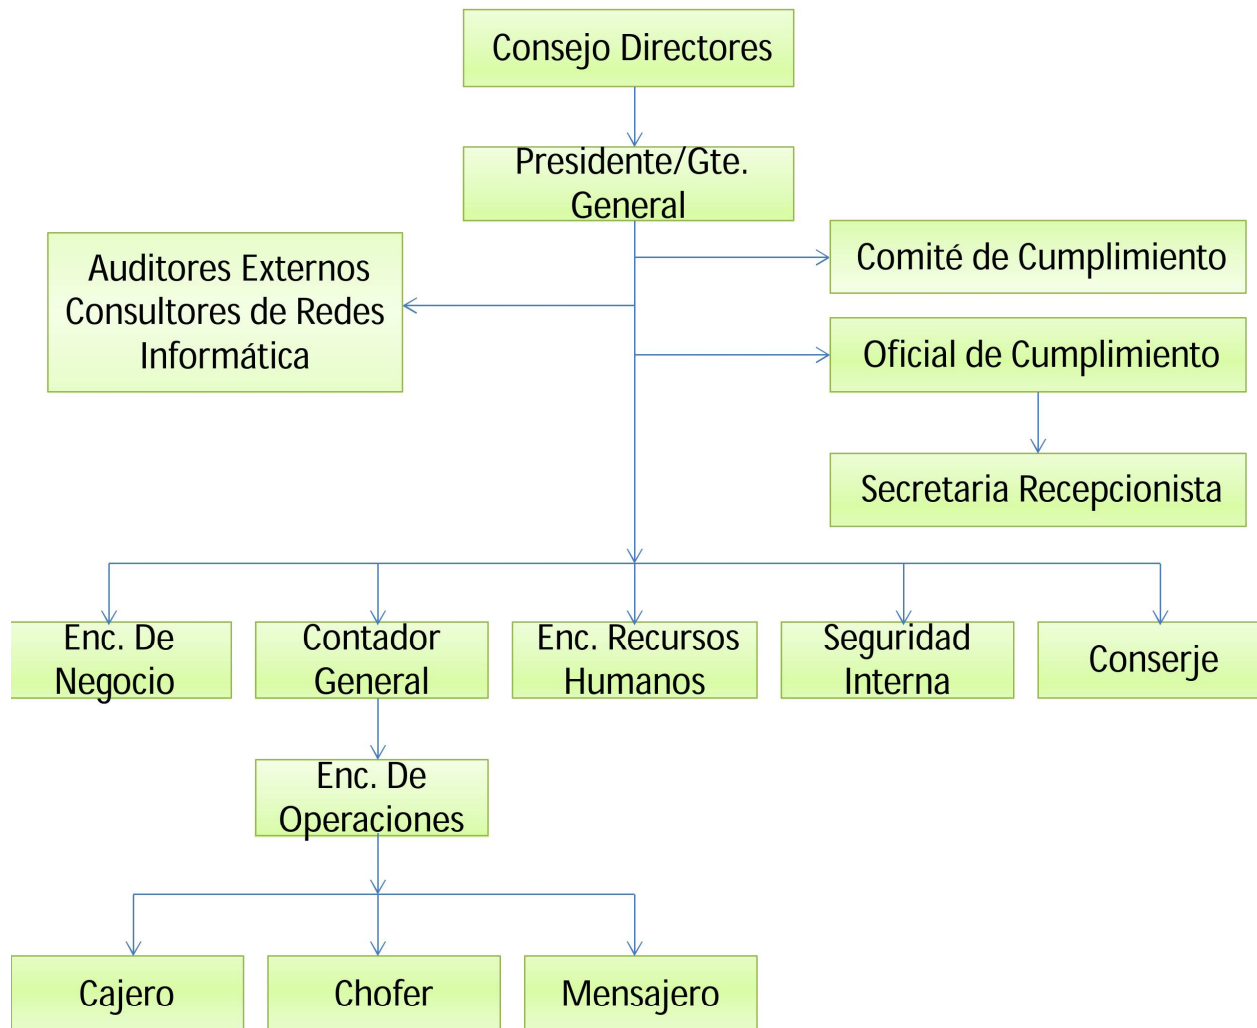 Consejo Directores
Presidente/Gte.
General
Auditores Externos
Consultores de Redes
Informática
Comité de Cumplimiento
Oficial de Cumplimiento
Secretaria Recepcionista
Enc. De
Negocio
Contador
General
Enc. Recursos
Humanos
Seguridad
Interna
Conserje
Enc. De
Operaciones
Cajero
Chofer
Mensajero